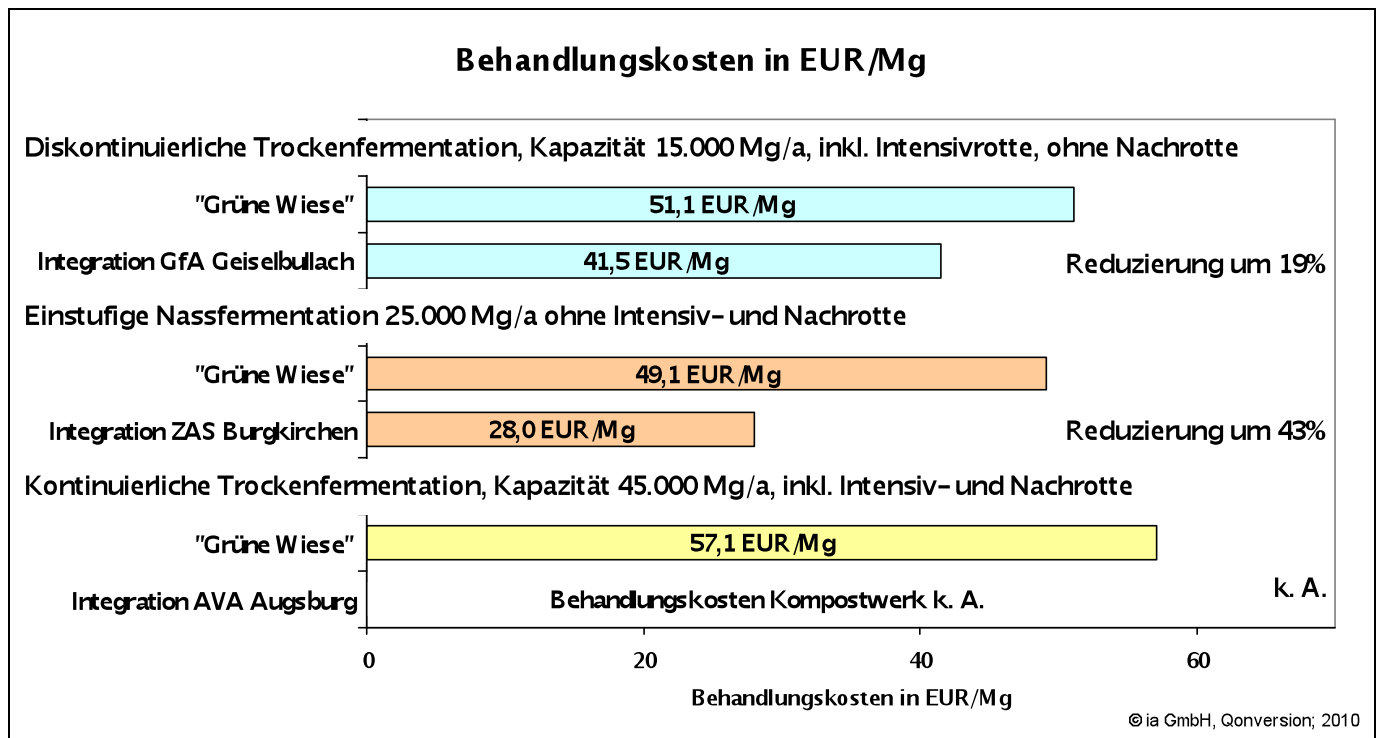 Behandlungskosten in EUR/Mg
Diskontinuierliche Trockenfermentation, Kapazität 15.000 Mg/a, inkl. Intensivrotte, ohne Nachrotte
"Grüne Wiese"
51,1 EUR/Mg
Integration GfA Geiselbullach
41,5 EUR/Mg
Reduzierung um 19%
Einstufige Nassfermentation 25.000 Mg/a ohne Intensiv- und Nachrotte
"Grüne Wiese"
49,1 EUR/Mg
Integration ZAS Burgkirchen
28,0 EUR/Mg
Reduzierung um 43%
Kontinuierliche Trockenfermentation, Kapazität 45.000 Mg/a, inkl. Intensiv- und Nachrotte
"Grüne Wiese"
57,1 EUR/Mg
Integration AVA Augsburg
Behandlungskosten Kompostwerk k. A.
k. A.
0 20 40 60
Behandlungskosten in EUR/Mg
© ia GmbH, Qonversion; 2010